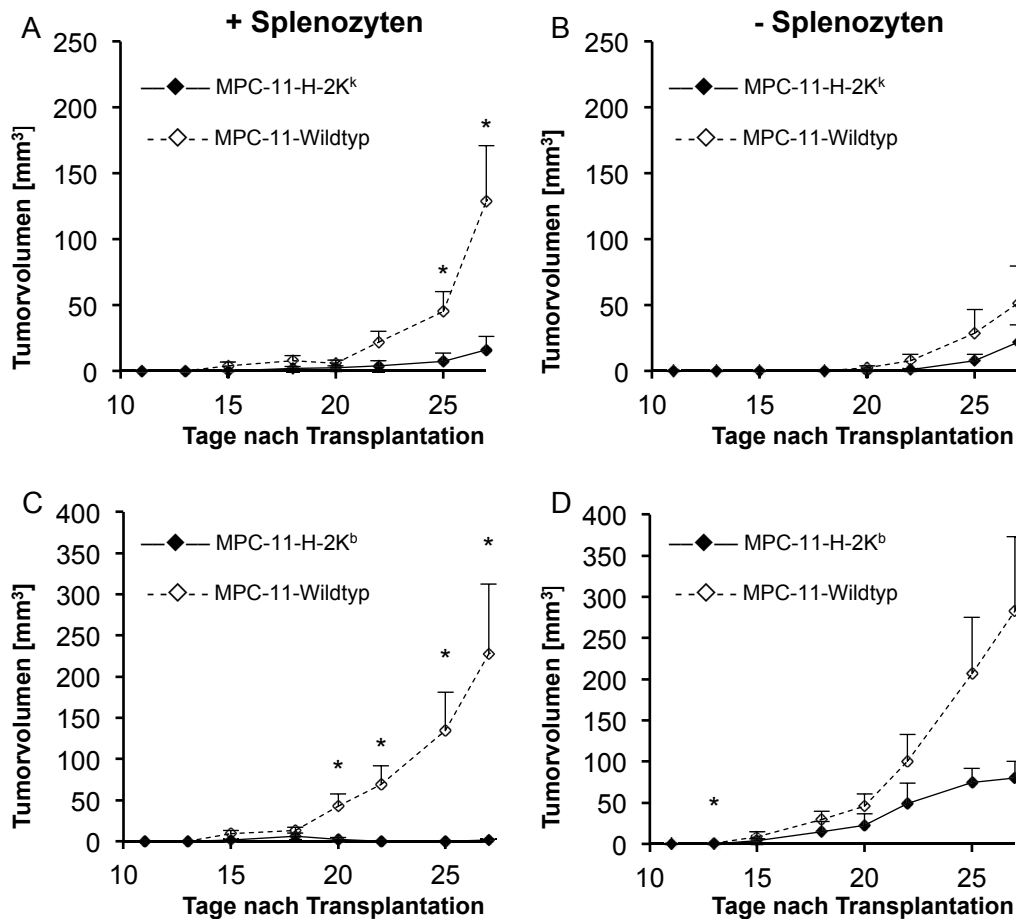 + Splenozyten
- Splenozyten
A
Tumorvolumen [mm³]
250
200
150
100
50
0
MPC-11-H-2Kᵏ
MPC-11-Wildtyp
*
*
10 15 20 25
Tage nach Transplantation
B
Tumorvolumen [mm³]
250
200
150
100
50
0
MPC-11-H-2Kᵏ
MPC-11-Wildtyp
10 15 20 25
Tage nach Transplantation
C
Tumorvolumen [mm³]
400
350
300
250
200
150
100
50
0
MPC-11-H-2Kᵇ
MPC-11-Wildtyp
*
*
*
*
10 15 20 25
Tage nach Transplantation
D
Tumorvolumen [mm³]
400
350
300
250
200
150
100
50
0
MPC-11-H-2Kᵇ
MPC-11-Wildtyp
*
10 15 20 25
Tage nach Transplantation